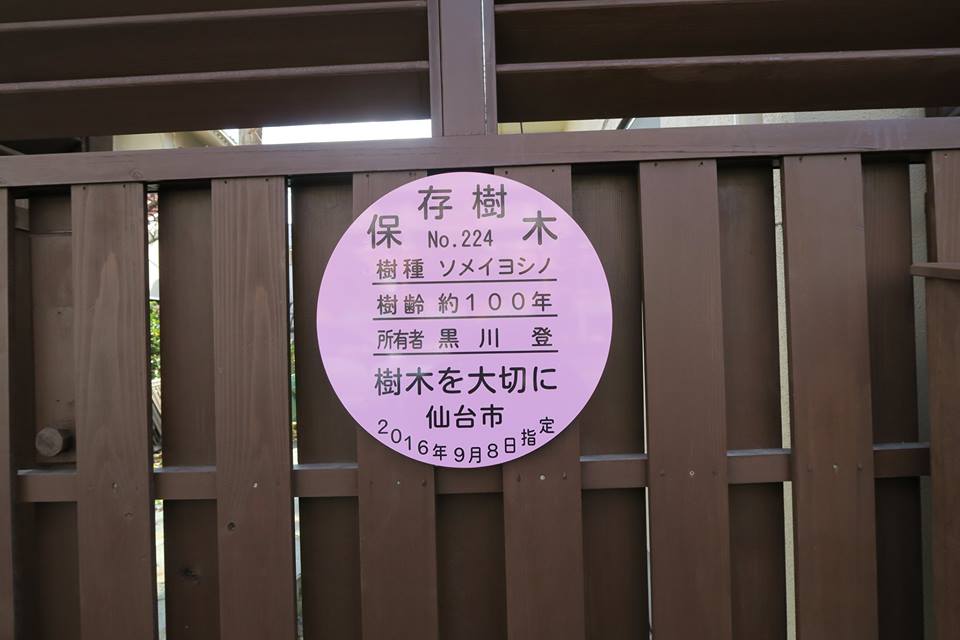 保存樹木
No.224
樹種 ソメイヨシノ
樹齢 約100年
所有者 黒川 登
樹木を大切に
仙台市
2016年9月8日指定